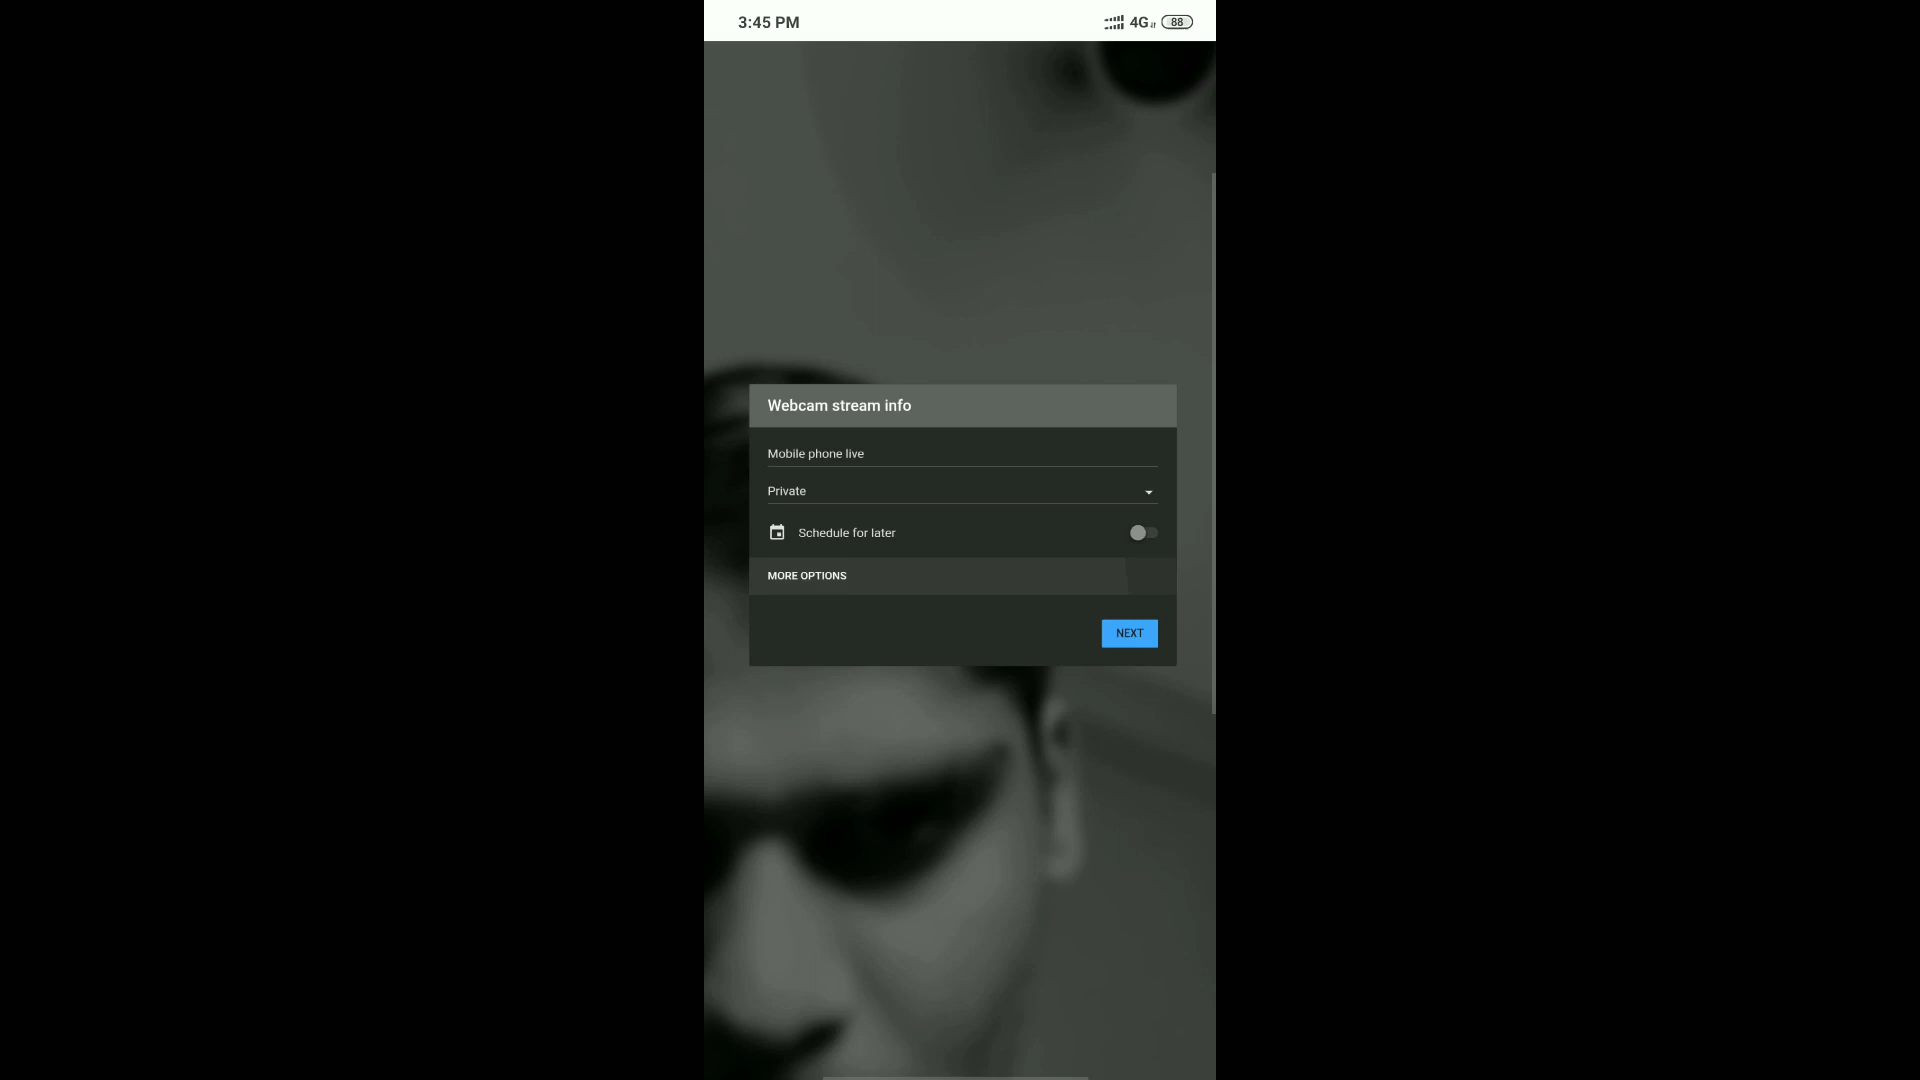 3:45 PM 4G 88
Webcam stream info
Mobile phone live
Private
Schedule for later
MORE OPTIONS
NEXT